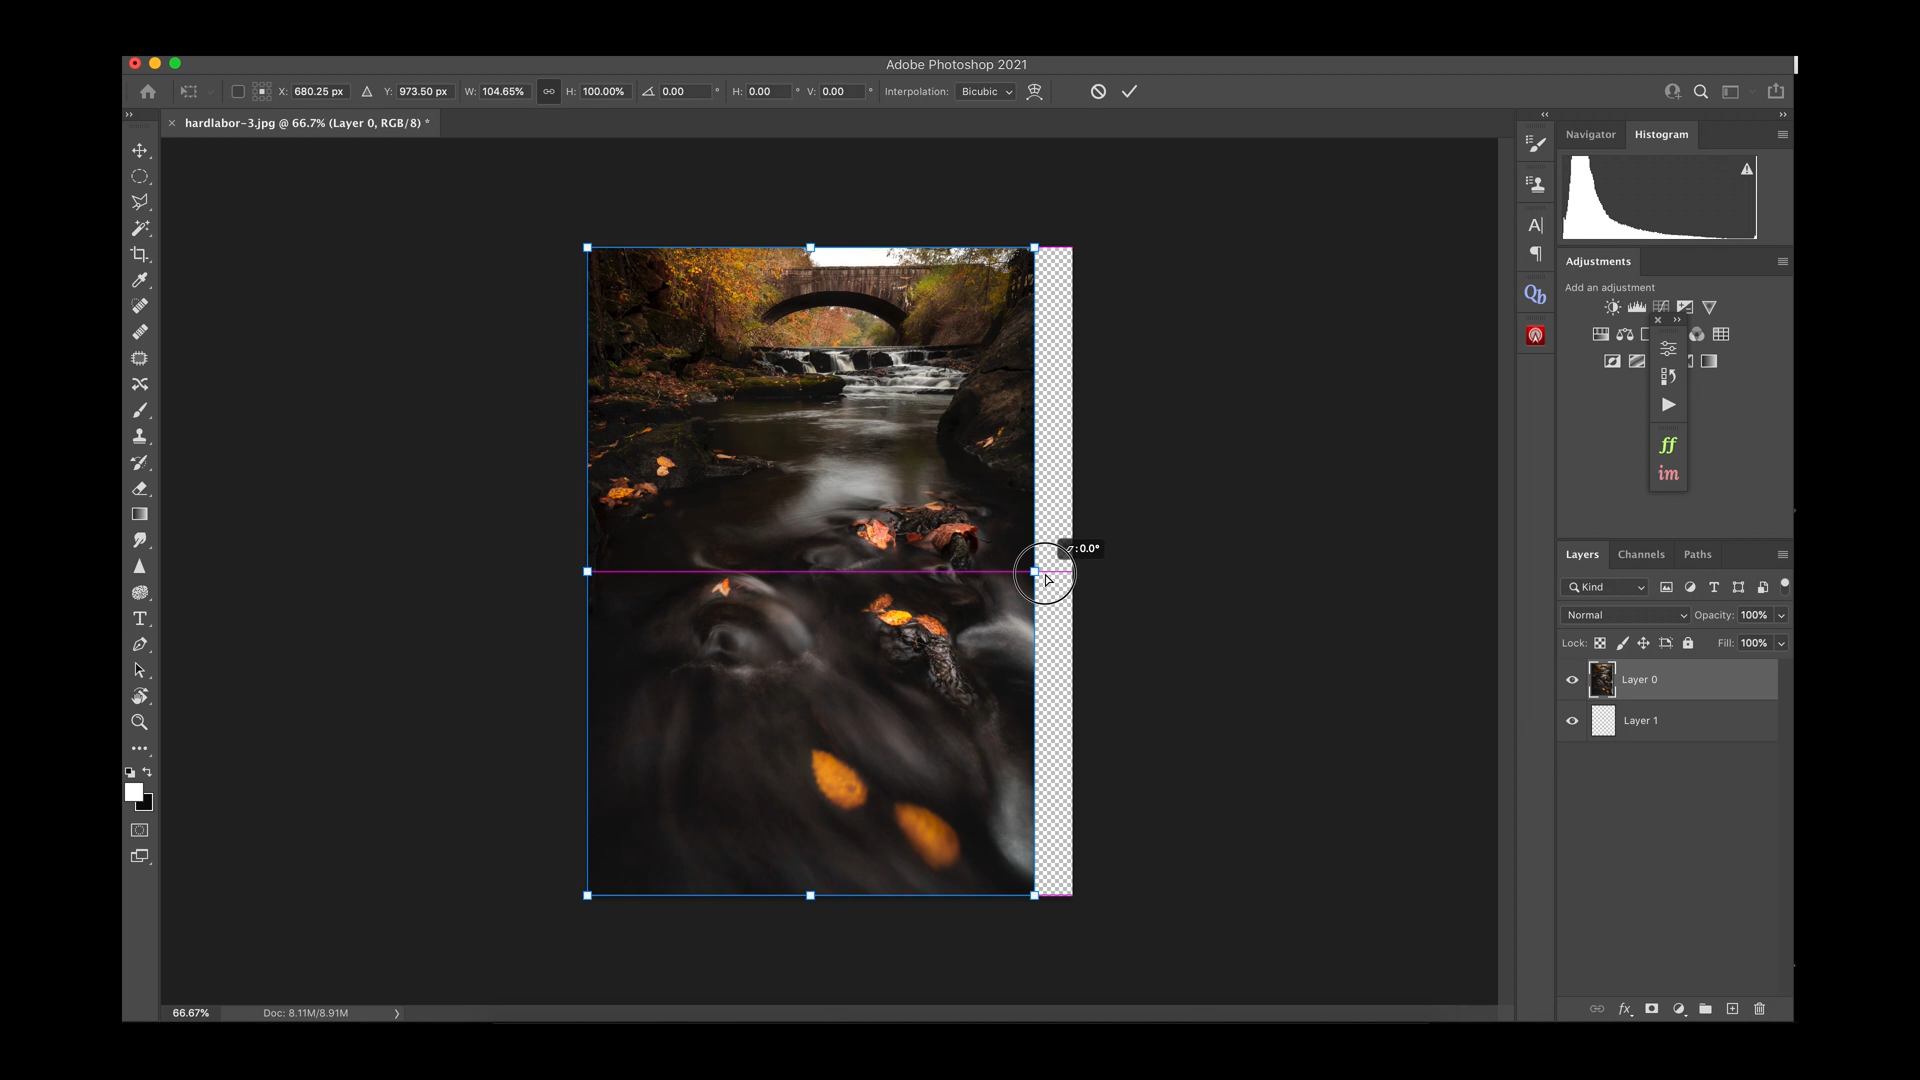 Adobe Photoshop 2021
X: 680.25 px Y: 973.50 px W: 104.65% H: 100.00% 0.00 ° H: 0.00 ° V: 0.00 ° Interpolation: Bicubic
hardlabor-3.jpg @ 66.7% (Layer 0, RGB/8) *
Navigator Histogram
A|
Qb
Adjustments
Add an adjustment
ff
im
: 0.0°
Layers Channels Paths
Kind T
Normal Opacity: 100%
Lock: Fill: 100%
Layer 0
Layer 1
T
fx
66.67% Doc: 8.11M/8.91M